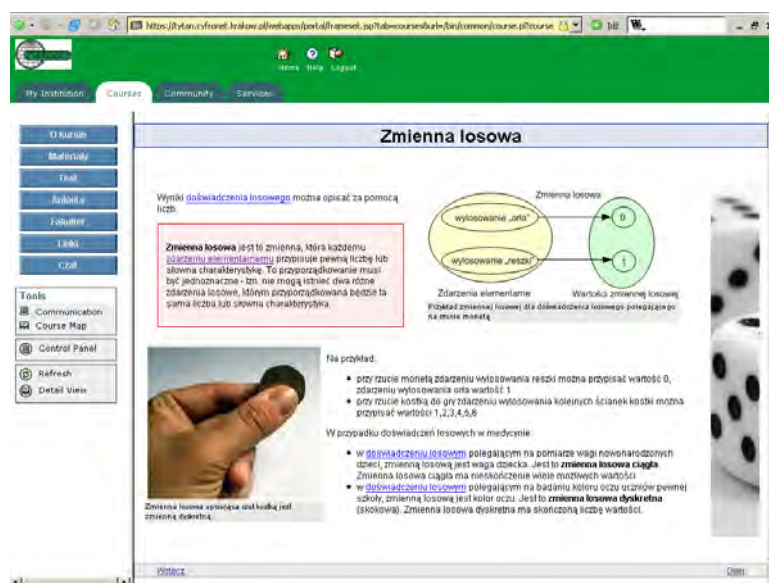 https://tytan.cyfronet.krakow.pl/webapps/portal/frameset.jsp?tab=courses&url=/bin/common/course.pl?course
Home Help Logout
My Institution Courses Community Services
O kursie
Materiały
Test
Ankieta
Fakultet
Linki
Czat
Tools
Communication
Course Map
Control Panel
Refresh
Detail View
Zmienna losowa
Wyniki doświadczenia losowego można opisać za pomocą
liczb.
Zmienna losowa jest to zmienna, która każdemu
zdarzeniu elementarnemu przypisuje pewną liczbę lub
słowna charakterystykę. To przyporządkowanie musi
być jednoznaczne - tzn. nie mogą istnieć dwa różne
zdarzenia losowe, którym przyporządkowana będzie ta
sama liczba lub słowna charakterystyka.
Zmienna losowa
wylosowanie „orła”
0
wylosowanie „reszki”
1
Zdarzenia elementarne
Wartości zmiennej losowej
Przykład zmiennej losowej dla doświadczenia losowego polegającego
na rzucie monetą
Na przykład:
przy rzucie monetą zdarzeniu wylosowania reszki można przypisać wartość 0,
zdarzeniu wylosowania orła wartość 1
przy rzucie kostką do gry zdarzeniu wylosowania kolejnych ścianek kostki można
przypisać wartości 1,2,3,4,5,6
W przypadku doświadczeń losowych w medycynie:
w doświadczeniu losowym polegającym na pomiarze wagi nowonarodzonych
dzieci, zmienną losową jest waga dziecka. Jest to zmienna losowa ciągła.
Zmienna losowa ciągła ma nieskończenie wiele możliwych wartości
w doświadczeniu losowym polegającym na badaniu koloru oczu uczniów pewnej
szkoły, zmienną losową jest kolor oczu. Jest to zmienna losowa dyskretna
(skokowa). Zmienna losowa dyskretna ma skończoną liczbę wartości.
Zmienna losowa opisująca rzut kostką jest
zmienną dyskretną.
Wstecz
Dalej